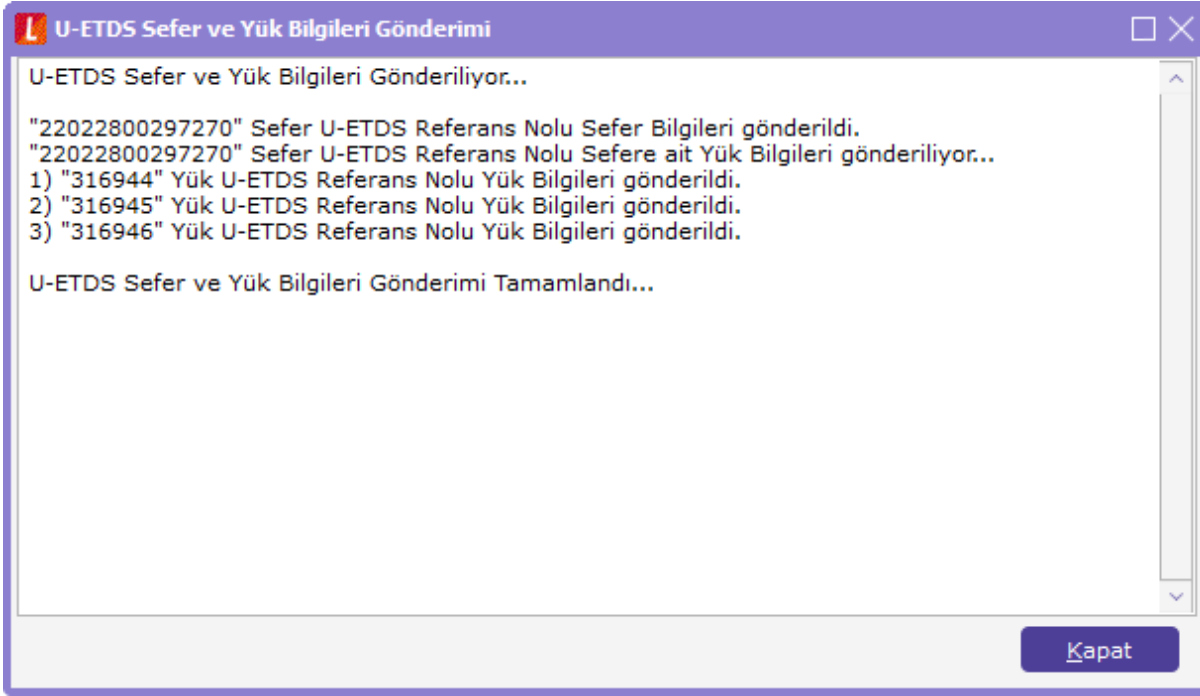 U-ETDS Sefer ve Yük Bilgileri Gönderimi
U-ETDS Sefer ve Yük Bilgileri Gönderiliyor...
"22022800297270" Sefer U-ETDS Referans Nolu Sefer Bilgileri gönderildi.
"22022800297270" Sefer U-ETDS Referans Nolu Sefere ait Yük Bilgileri gönderiliyor...
1) "316944" Yük U-ETDS Referans Nolu Yük Bilgileri gönderildi.
2) "316945" Yük U-ETDS Referans Nolu Yük Bilgileri gönderildi.
3) "316946" Yük U-ETDS Referans Nolu Yük Bilgileri gönderildi.
U-ETDS Sefer ve Yük Bilgileri Gönderimi Tamamlandı...
Kapat